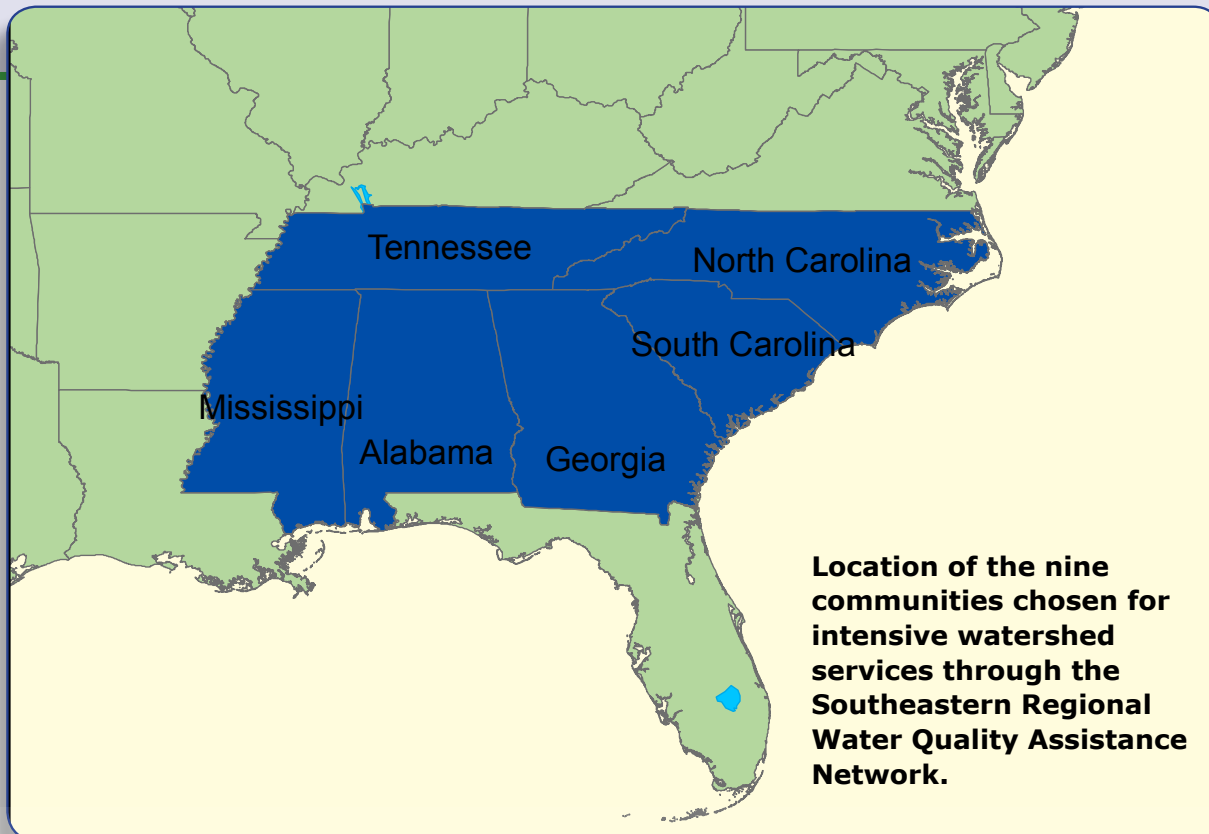 Tennessee
North Carolina
South Carolina
Mississippi
Alabama
Georgia
Location of the nine
communities chosen for
intensive watershed
services through the
Southeastern Regional
Water Quality Assistance
Network.